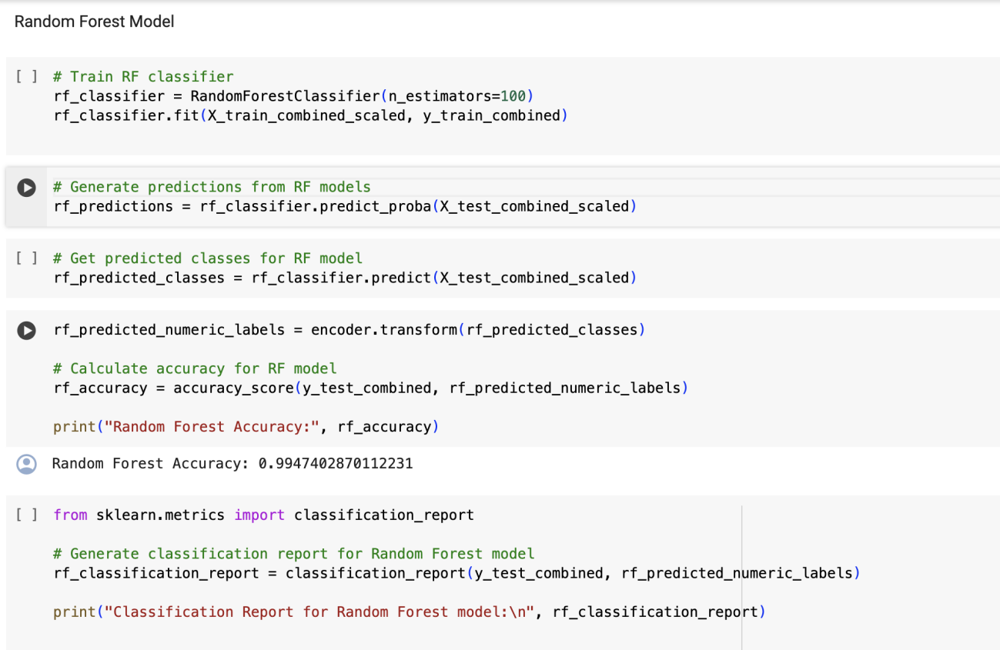 Random Forest Model
[ ] # Train RF classifier
rf_classifier = RandomForestClassifier(n_estimators=100)
rf_classifier.fit(X_train_combined_scaled, y_train_combined)
# Generate predictions from RF models
rf_predictions = rf_classifier.predict_proba(X_test_combined_scaled)
[ ] # Get predicted classes for RF model
rf_predicted_classes = rf_classifier.predict(X_test_combined_scaled)
rf_predicted_numeric_labels = encoder.transform(rf_predicted_classes)
# Calculate accuracy for RF model
rf_accuracy = accuracy_score(y_test_combined, rf_predicted_numeric_labels)
print("Random Forest Accuracy:", rf_accuracy)
Random Forest Accuracy: 0.9947402870112231
[ ] from sklearn.metrics import classification_report
# Generate classification report for Random Forest model
rf_classification_report = classification_report(y_test_combined, rf_predicted_numeric_labels)
print("Classification Report for Random Forest model:\n", rf_classification_report)